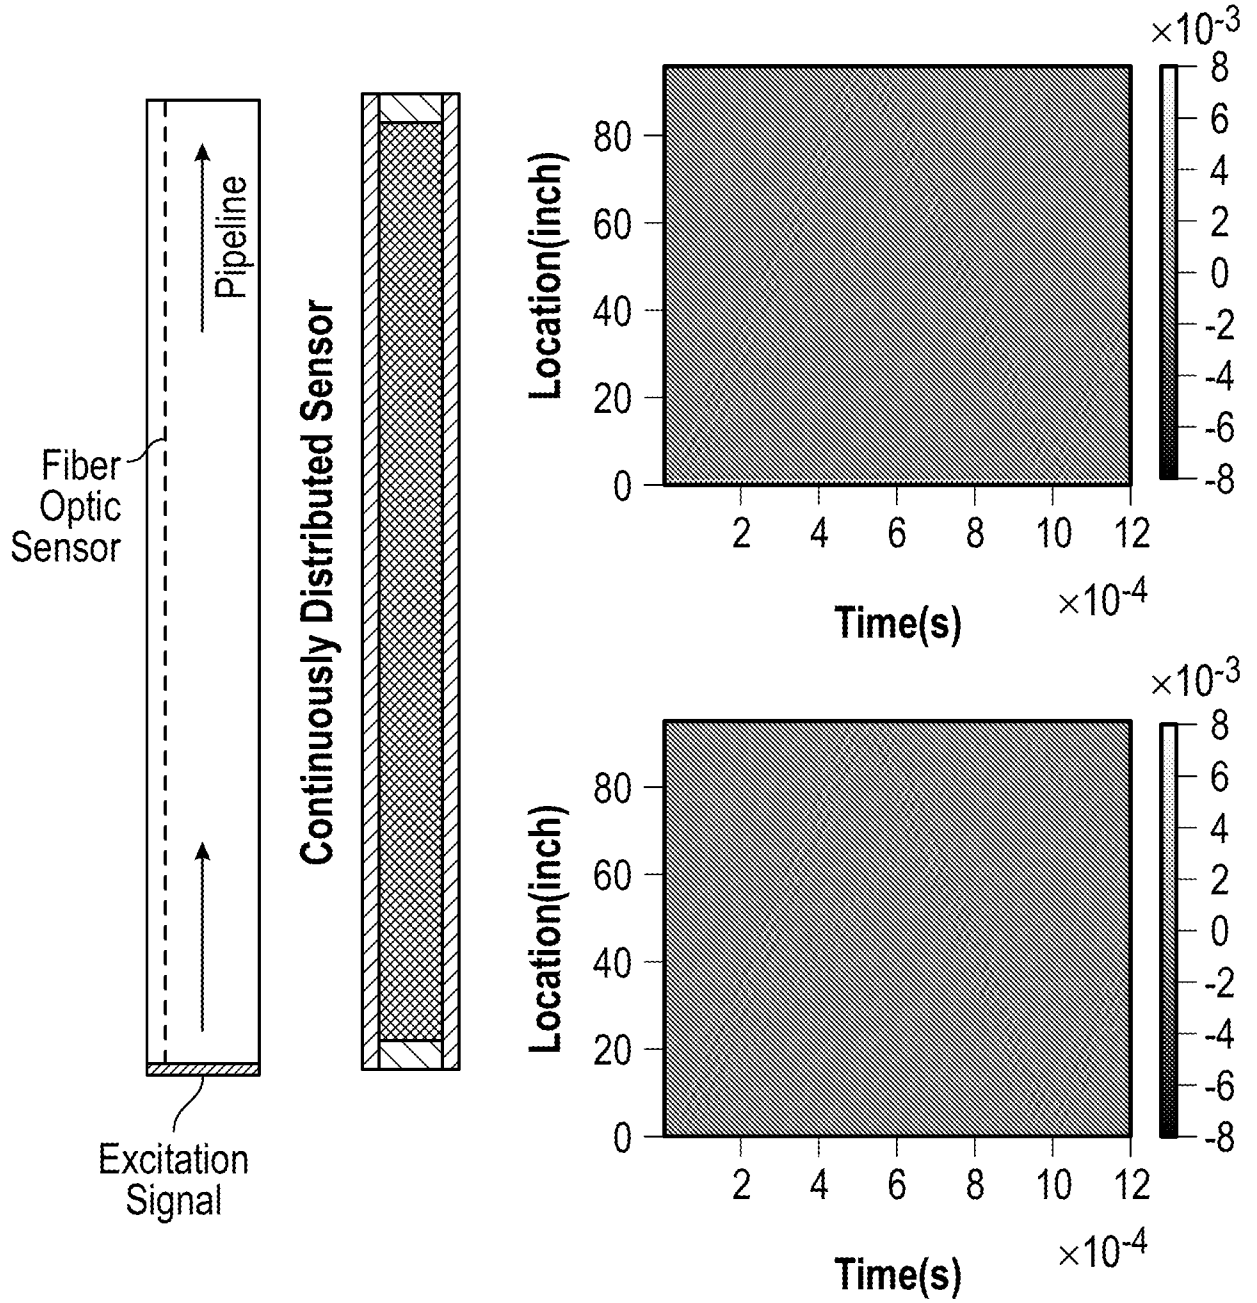 Pipeline
Fiber
Optic
Sensor
Excitation
Signal
Continuously Distributed Sensor
×10-3
8
6
4
2
0
-2
-4
-6
-8
Location(inch)
80
60
40
20
0
2 4 6 8 10 12
×10-4
Time(s)
×10-3
8
6
4
2
0
-2
-4
-6
-8
Location(inch)
80
60
40
20
0
2 4 6 8 10 12
×10-4
Time(s)